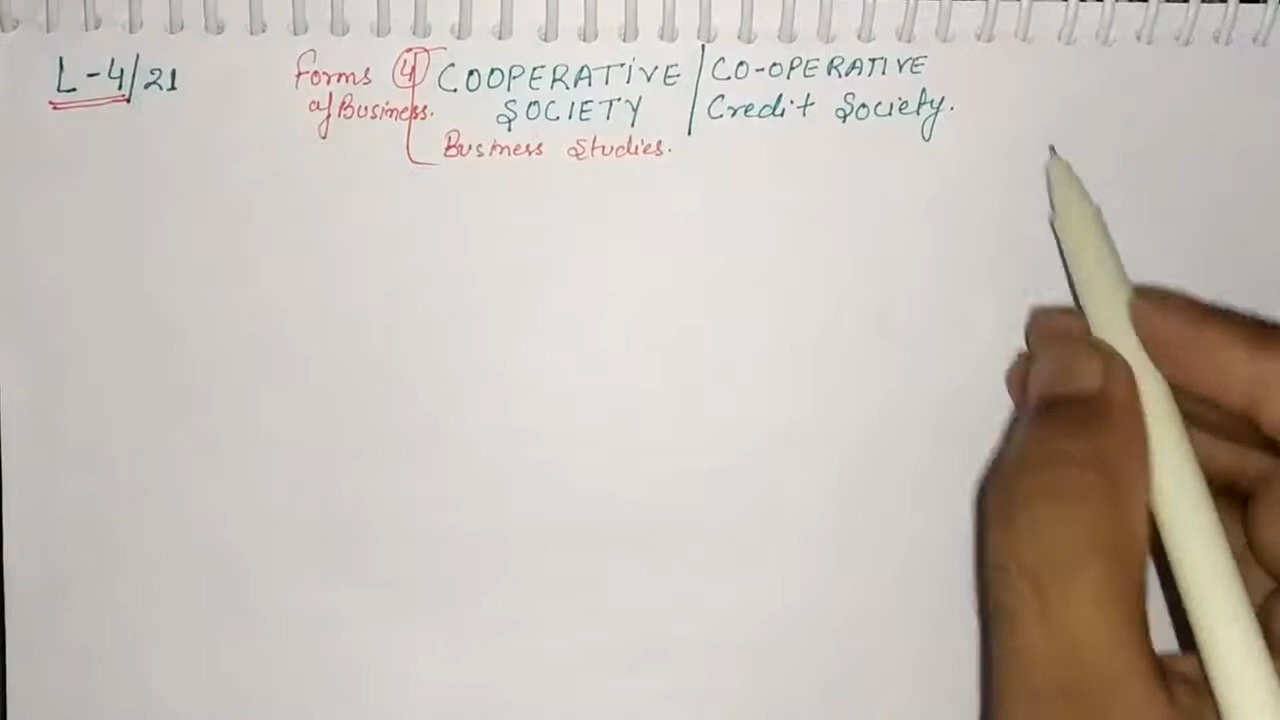 L-4/21
Forms ④ COOPERATIVE / CO-OPERATIVE
of Business. SOCIETY / Credit Society.
Business Studies.